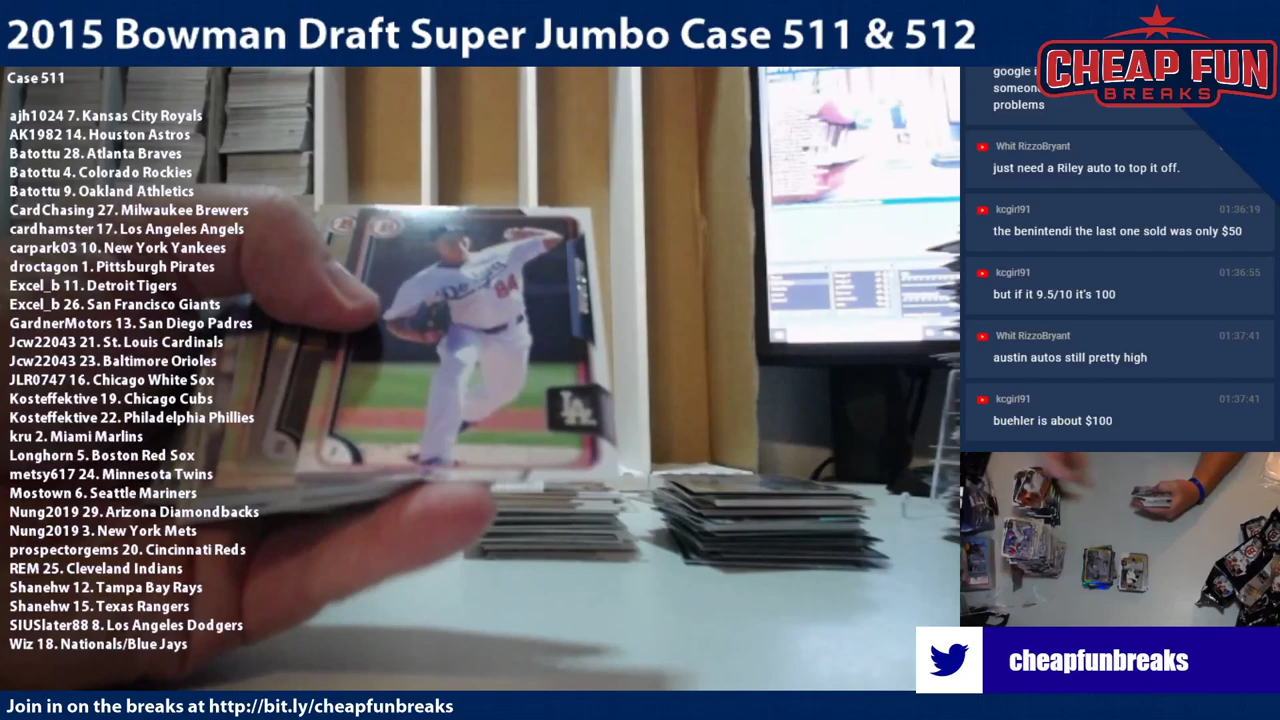 2015 Bowman Draft Super Jumbo Case 511 & 512
Case 511
ajh1024 7. Kansas City Royals
AK1982 14. Houston Astros
Batottu 28. Atlanta Braves
Batottu 4. Colorado Rockies
Batottu 9. Oakland Athletics
CardChasing 27. Milwaukee Brewers
cardhamster 17. Los Angeles Angels
carpark03 10. New York Yankees
droctagon 1. Pittsburgh Pirates
Excel_b 11. Detroit Tigers
Excel_b 26. San Francisco Giants
GardnerMotors 13. San Diego Padres
Jcw22043 21. St. Louis Cardinals
Jcw22043 23. Baltimore Orioles
JLR0747 16. Chicago White Sox
Kosteffektive 19. Chicago Cubs
Kosteffektive 22. Philadelphia Phillies
kru 2. Miami Marlins
Longhorn 5. Boston Red Sox
metsy617 24. Minnesota Twins
Mostown 6. Seattle Mariners
Nung2019 29. Arizona Diamondbacks
Nung2019 3. New York Mets
prospectorgems 20. Cincinnati Reds
REM 25. Cleveland Indians
Shanehw 12. Tampa Bay Rays
Shanehw 15. Texas Rangers
SIUSlater88 8. Los Angeles Dodgers
Wiz 18. Nationals/Blue Jays
Dodgers
84
LA
CHEAP FUN
BREAKS
google
problems
Whit RizzoBryant
just need a Riley auto to top it off.
kcgirl91 01:36:19
the benintendi the last one sold was only $50
kcgirl91 01:36:55
but if it 9.5/10 it's 100
Whit RizzoBryant 01:37:41
austin autos still pretty high
kcgirl91 01:37:41
buehler is about $100
cheapfunbreaks
Join in on the breaks at http://bit.ly/cheapfunbreaks